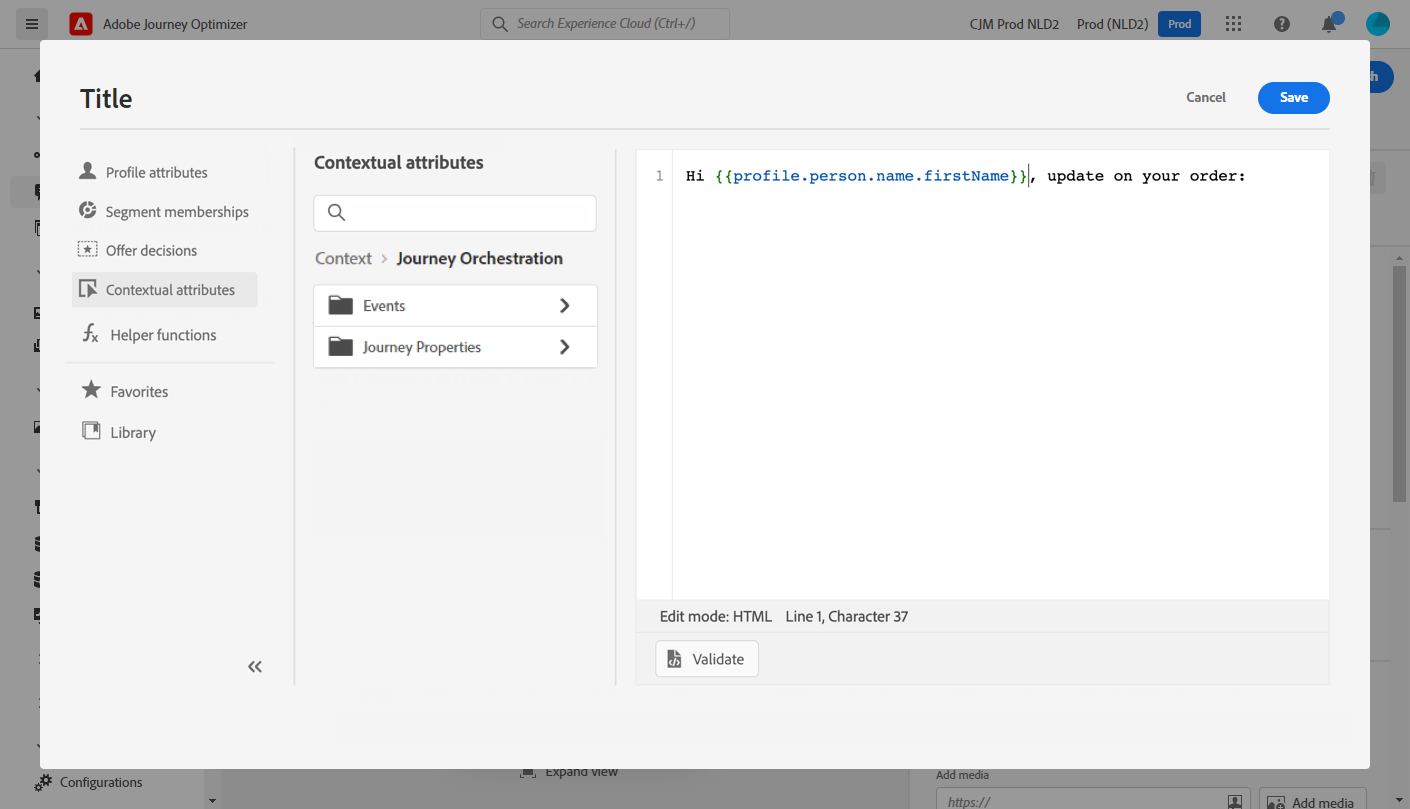 Adobe Journey Optimizer
Search Experience Cloud (Ctrl+/)
CJM Prod NLD2
Prod (NLD2)
Prod
Title
Cancel
Save
Profile attributes
Segment memberships
Offer decisions
Contextual attributes
Helper functions
Favorites
Library
Contextual attributes
Context > Journey Orchestration
Events
Journey Properties
1 Hi {{profile.person.name.firstName}}, update on your order:
Edit mode: HTML Line 1, Character 37
Validate
Configurations
Expand view
Add media
https://
Add media